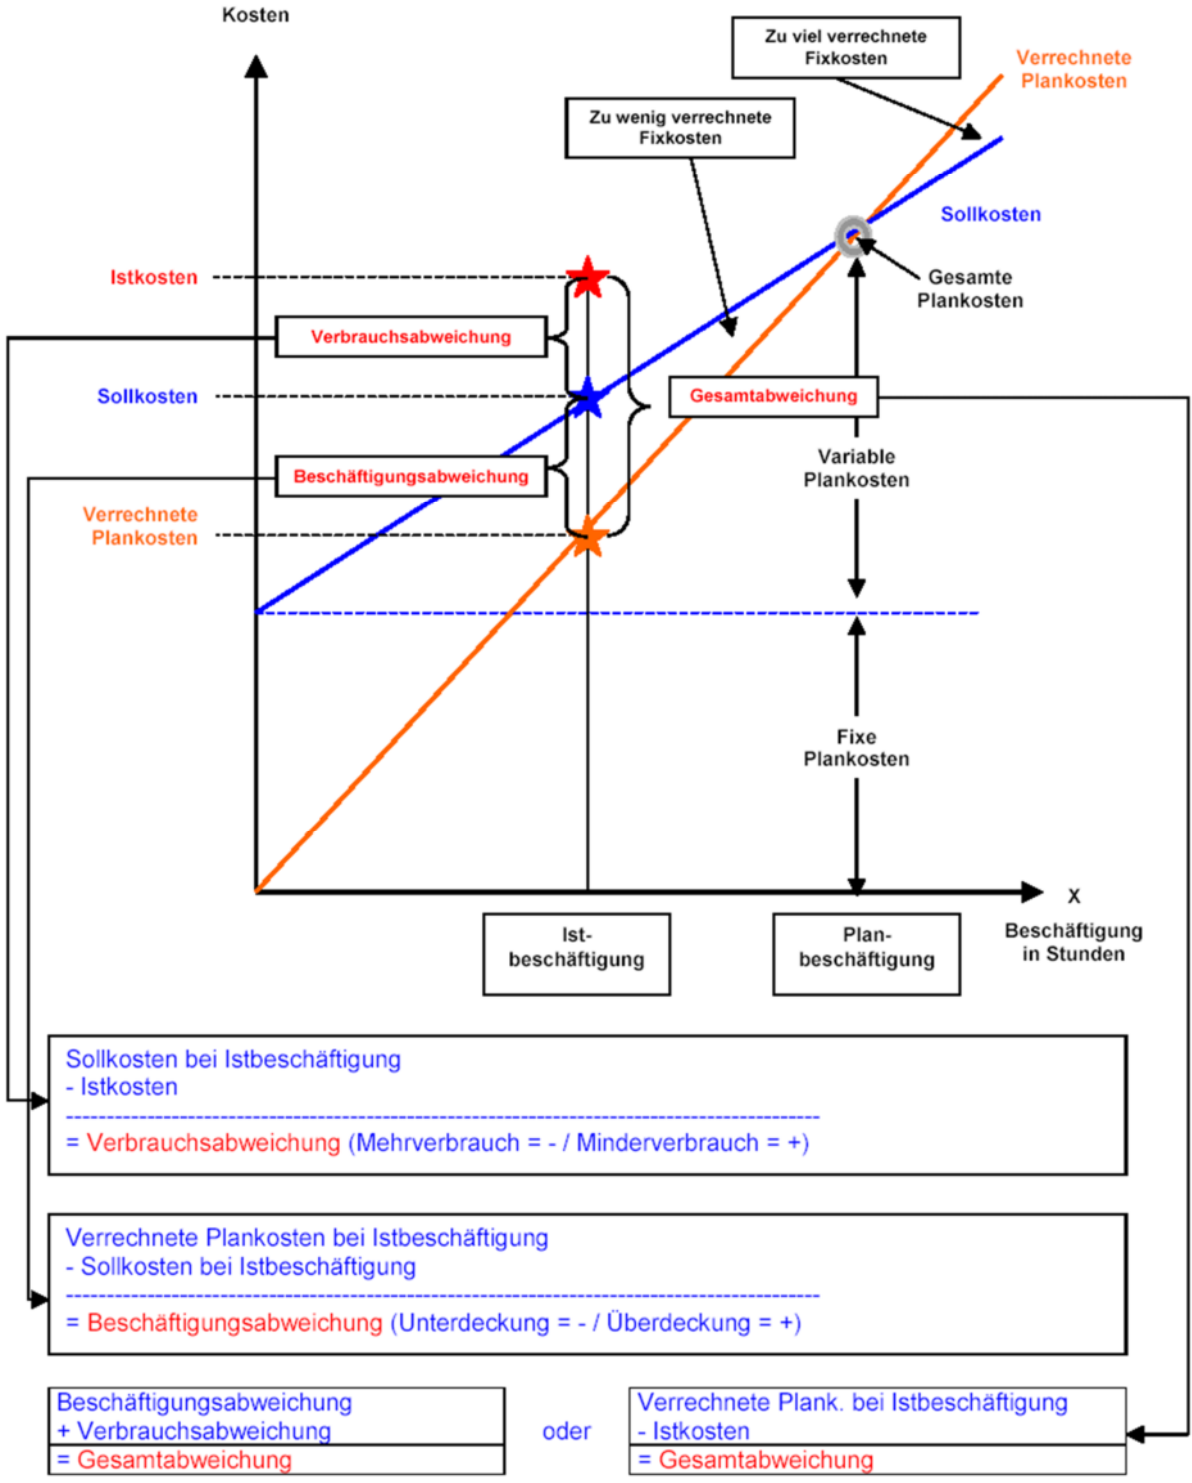 Kosten
Zu viel verrechnete
Fixkosten
Verrechnete
Plankosten
Zu wenig verrechnete
Fixkosten
Sollkosten
Istkosten
Gesamte
Plankosten
Verbrauchsabweichung
Sollkosten
Gesamtabweichung
Variable
Plankosten
Beschäftigungsabweichung
Verrechnete
Plankosten
Fixe
Plankosten
X
Ist-
beschäftigung
Plan-
beschäftigung
Beschäftigung
in Stunden
Sollkosten bei Istbeschäftigung
- Istkosten
= Verbrauchsabweichung (Mehrverbrauch = - / Minderverbrauch = +)
Verrechnete Plankosten bei Istbeschäftigung
- Sollkosten bei Istbeschäftigung
= Beschäftigungsabweichung (Unterdeckung = - / Überdeckung = +)
Beschäftigungsabweichung
+ Verbrauchsabweichung
= Gesamtabweichung
oder
Verrechnete Plank. bei Istbeschäftigung
- Istkosten
= Gesamtabweichung